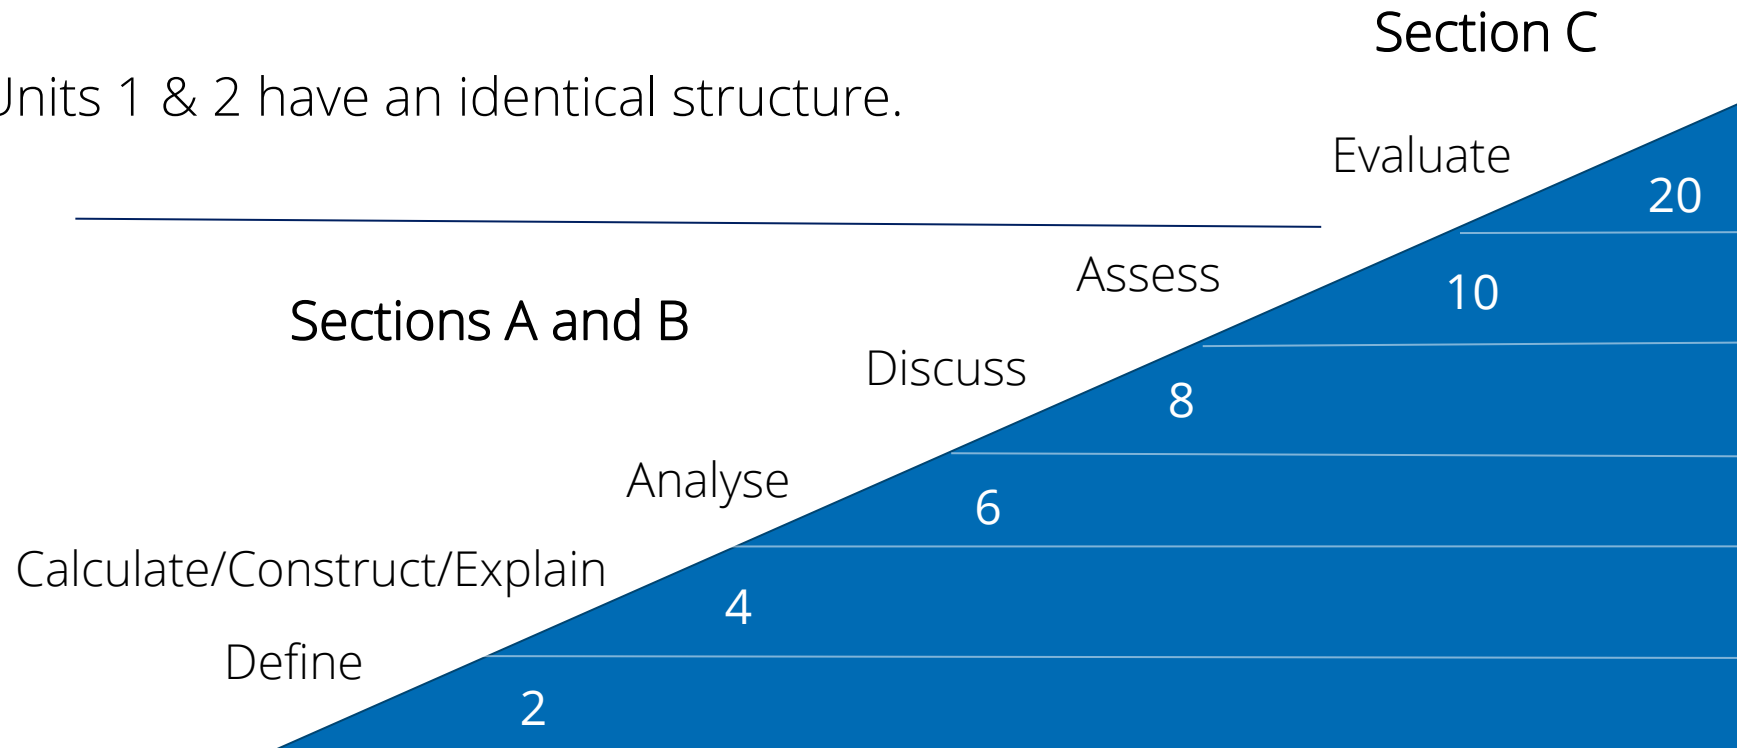 Section C
Units 1 & 2 have an identical structure.
Evaluate
20
Assess
10
Sections A and B
Discuss
8
Analyse
6
Calculate/Construct/Explain
4
Define
2